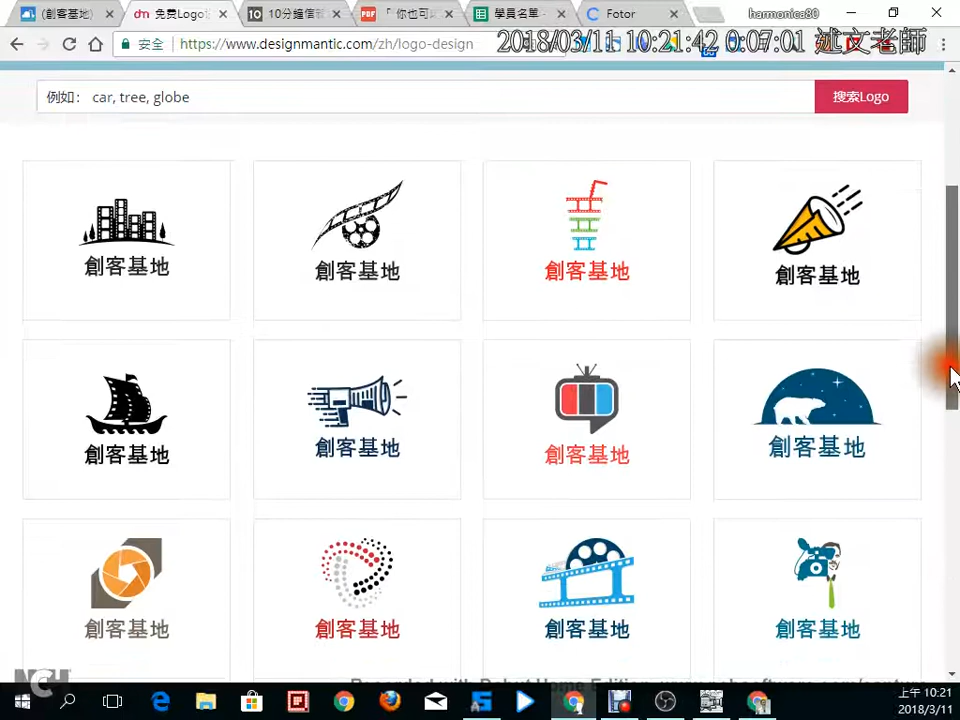 (創客基地)
dm 免費Logo
10 10分鐘信
PDF 「你也可
學員名單-
Fotor
harmonica80
安全 https://www.designmantic.com/zh/logo-design
2018/03/11 10:21:42 0:07:01 述文老師
例如： car, tree, globe
搜索Logo
創客基地 創客基地 創客基地 創客基地
創客基地 創客基地 創客基地 創客基地
創客基地 創客基地 創客基地 創客基地
NCH
上午 10:21
2018/3/11